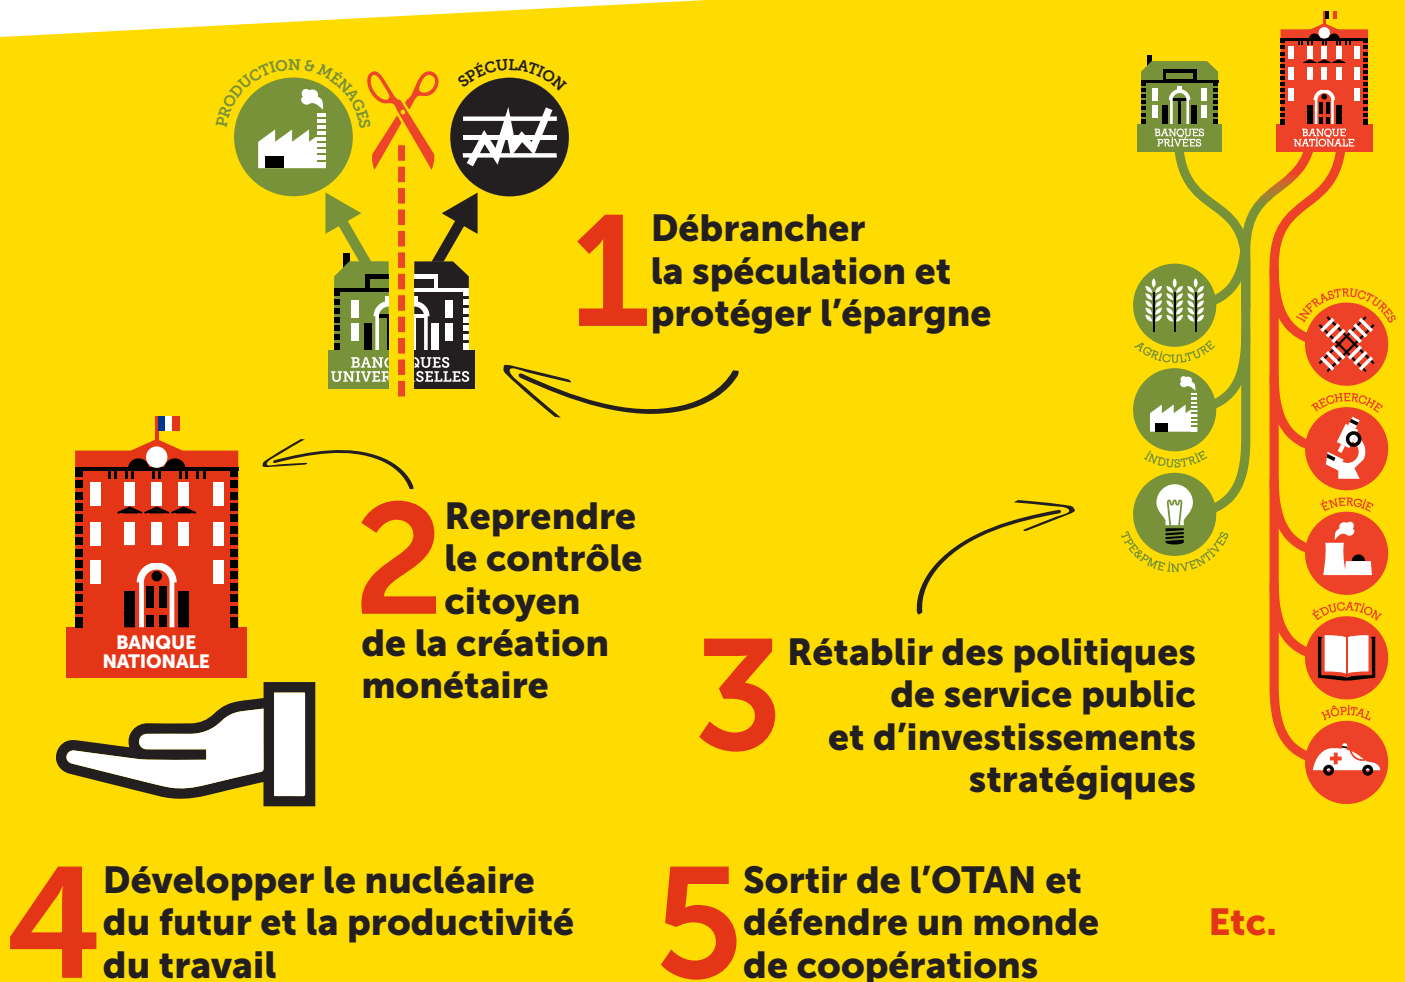 PRODUCTION & MÉNAGES
SPÉCULATION
BANQUES
UNIVERSELLES
1
Débrancher
la spéculation et
protéger l'épargne
BANQUES
PRIVÉES
BANQUE
NATIONALE
AGRICULTURE
INDUSTRIE
TPE&PME INVENTIVES
INFRASTRUCTURES
RECHERCHE
ÉNERGIE
ÉDUCATION
HÔPITAL
BANQUE
NATIONALE
2
Reprendre
le contrôle
citoyen
de la création
monétaire
3
Rétablir des politiques
de service public
et d'investissements
stratégiques
4
Développer le nucléaire
du futur et la productivité
du travail
5
Sortir de l'OTAN et
défendre un monde
de coopérations
Etc.